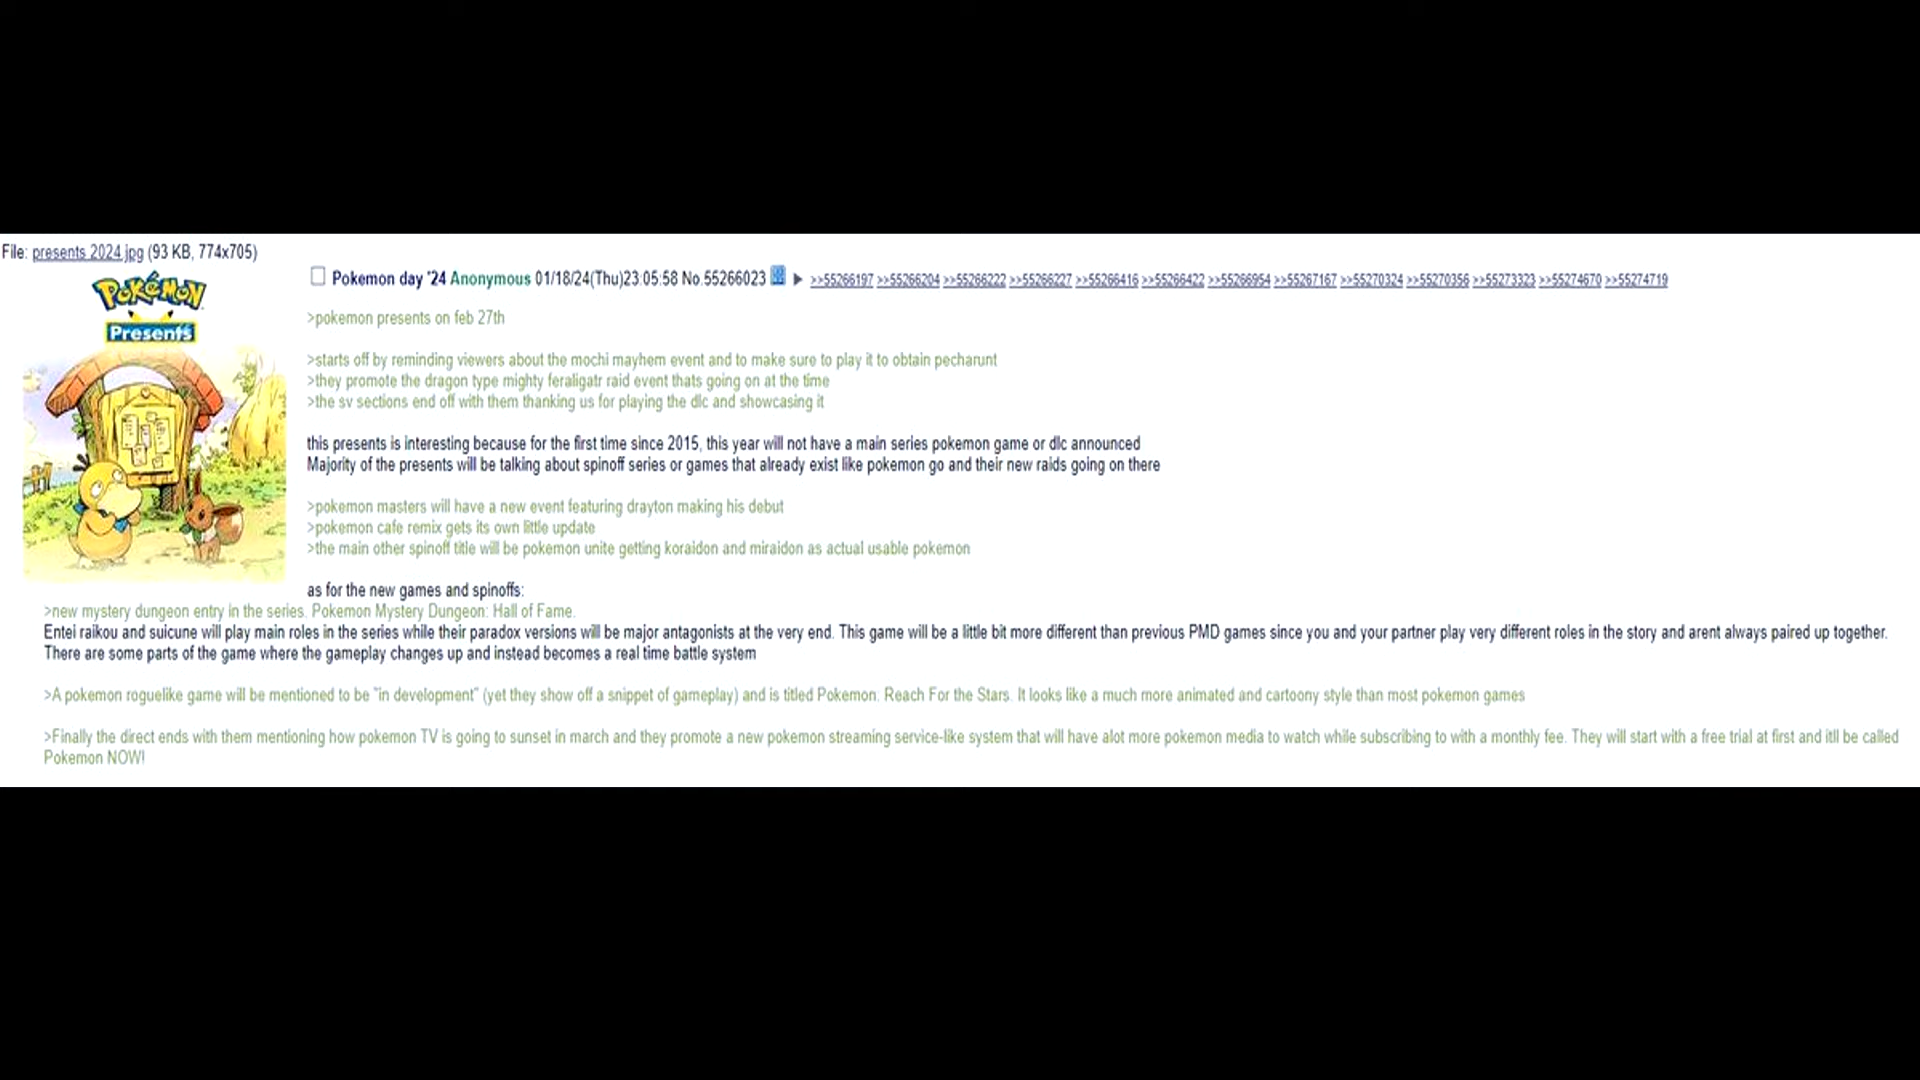 File: presents 2024.jpg (93 KB, 774x705)
POKéMON
Presents
Pokemon day '24 Anonymous 01/18/24(Thu)23:05:58 No.55266023 >>55266197 >>55266204 >>55266222 >>55266227 >>55266416 >>55266422 >>55266954 >>55267167 >>55270324 >>55270356 >>55273323 >>55274670 >>55274719
>pokemon presents on feb 27th
>starts off by reminding viewers about the mochi mayhem event and to make sure to play it to obtain pecharunt
>they promote the dragon type mighty feraligatr raid event thats going on at the time
>the sv sections end off with them thanking us for playing the dlc and showcasing it
this presents is interesting because for the first time since 2015, this year will not have a main series pokemon game or dlc announced
Majority of the presents will be talking about spinoff series or games that already exist like pokemon go and their new raids going on there
>pokemon masters will have a new event featuring drayton making his debut
>pokemon cafe remix gets its own little update
>the main other spinoff title will be pokemon unite getting koraidon and miraidon as actual usable pokemon
as for the new games and spinoffs:
>new mystery dungeon entry in the series. Pokemon Mystery Dungeon: Hall of Fame.
Entei raikou and suicune will play main roles in the series while their paradox versions will be major antagonists at the very end. This game will be a little bit more different than previous PMD games since you and your partner play very different roles in the story and arent always paired up together.
There are some parts of the game where the gameplay changes up and instead becomes a real time battle system
>A pokemon roguelike game will be mentioned to be "in development" (yet they show off a snippet of gameplay) and is titled Pokemon: Reach For the Stars. It looks like a much more animated and cartoony style than most pokemon games
>Finally the direct ends with them mentioning how pokemon TV is going to sunset in march and they promote a new pokemon streaming service-like system that will have alot more pokemon media to watch while subscribing to with a monthly fee. They will start with a free trial at first and itll be called
Pokemon NOW!